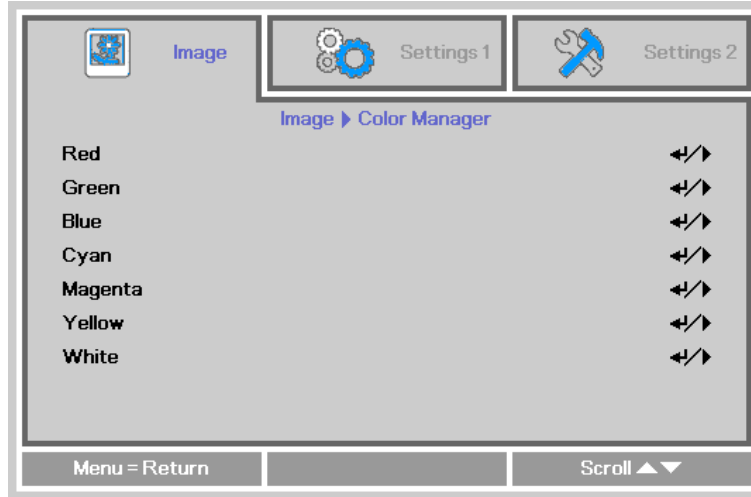 Image Settings 1 Settings 2
Image ▶ Color Manager
Red ↵/▶
Green ↵/▶
Blue ↵/▶
Cyan ↵/▶
Magenta ↵/▶
Yellow ↵/▶
White ↵/▶
Menu = Return Scroll ▲▼